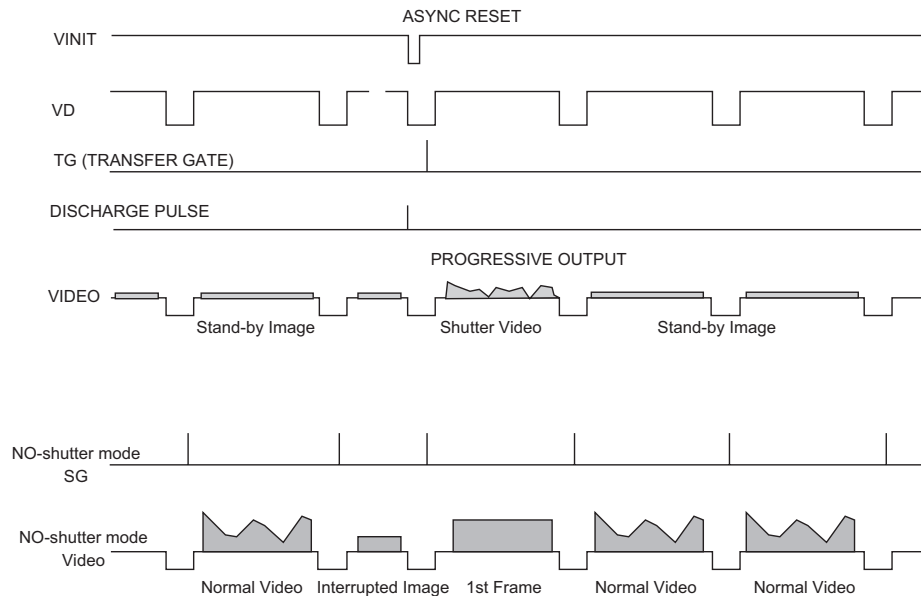 ASYNC RESET
VINIT
VD
TG (TRANSFER GATE)
DISCHARGE PULSE
PROGRESSIVE OUTPUT
VIDEO
Stand-by Image
Shutter Video
Stand-by Image
NO-shutter mode
SG
NO-shutter mode
Video
Normal Video
Interrupted Image
1st Frame
Normal Video
Normal Video